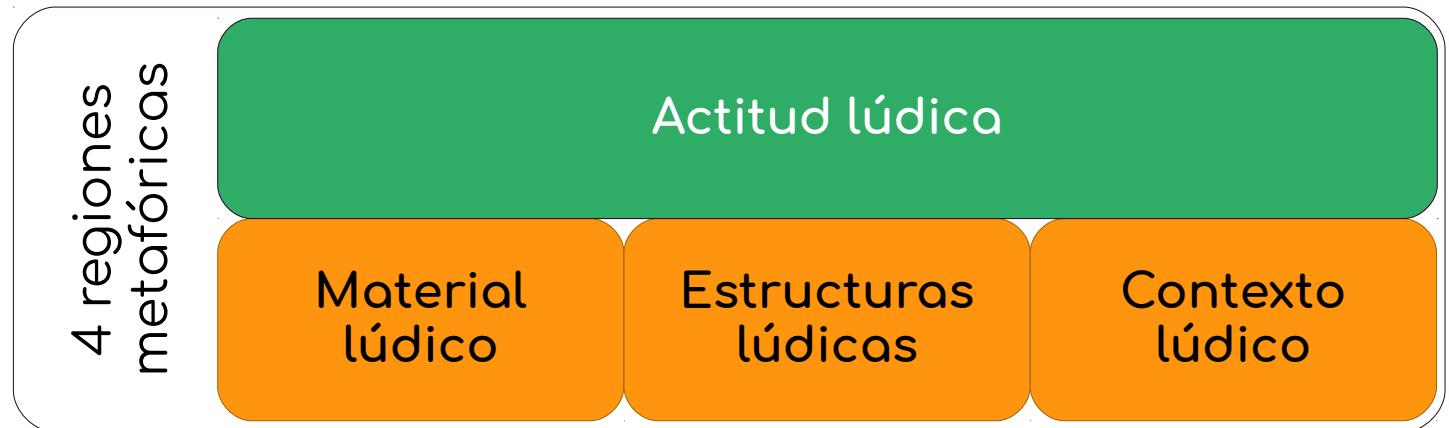 4 regiones
metafóricas
Actitud lúdica
Material
lúdico
Estructuras
lúdicas
Contexto
lúdico